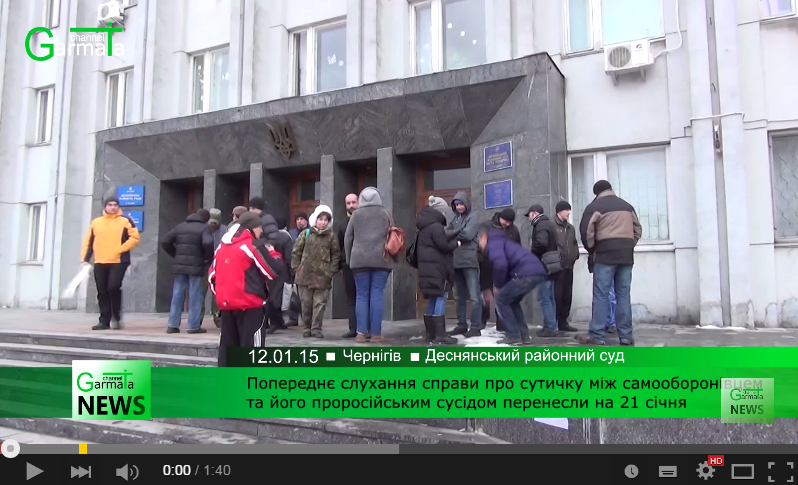 channel
GarmaTa
12.01.15 ■ Чернігів ■ Деснянський районний суд
channel
GarmaTa
NEWS
Попереднє слухання справи про сутичку між самооборонівцем
та його проросійським сусідом перенесли на 21 січня
GarmaTa
NEWS
0:00 / 1:40
HD